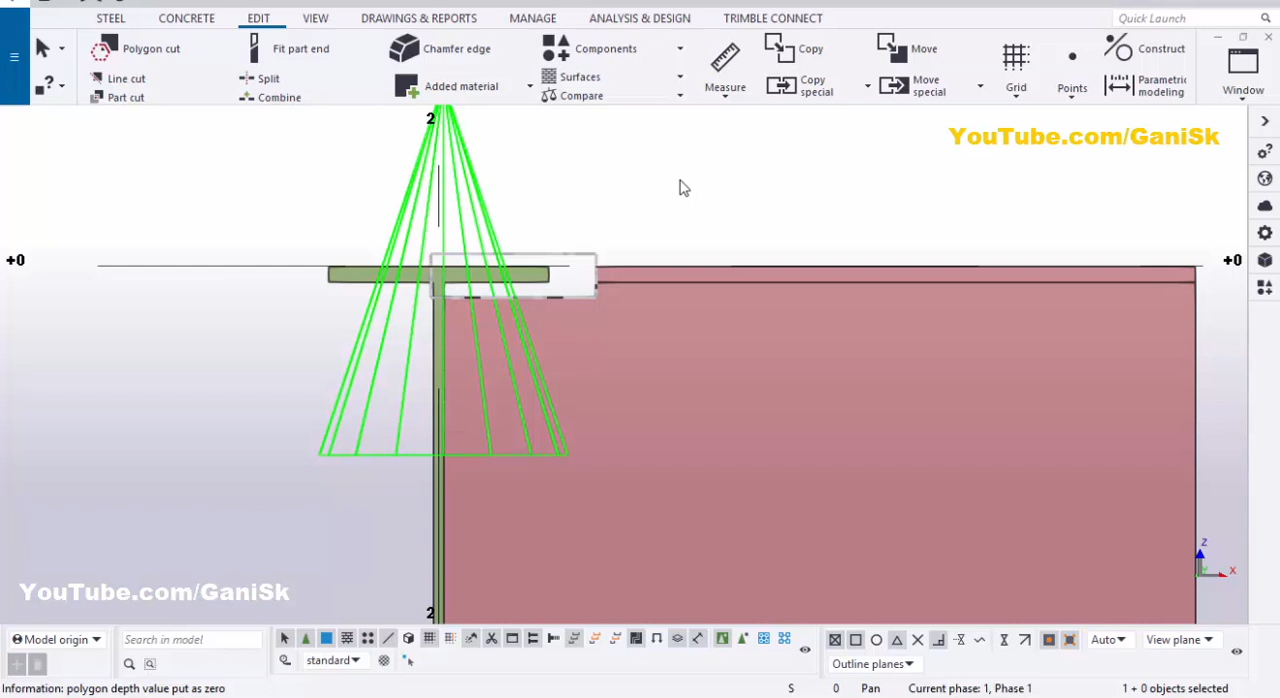 STEEL CONCRETE EDIT VIEW DRAWINGS & REPORTS MANAGE ANALYSIS & DESIGN TRIMBLE CONNECT Quick Launch
Polygon cut Fit part end Chamfer edge Components Copy Move Construct
Line cut Split Added material Surfaces Measure Copy special Move special Grid Points Parametric modeling Window
Part cut Combine Compare
2
YouTube.com/GaniSk
+0 +0
Z
X
YouTube.com/GaniSk
2
Model origin Search in model Auto View plane
standard Outline planes
Information: polygon depth value put as zero S 0 Pan Current phase: 1, Phase 1 1 + 0 objects selected